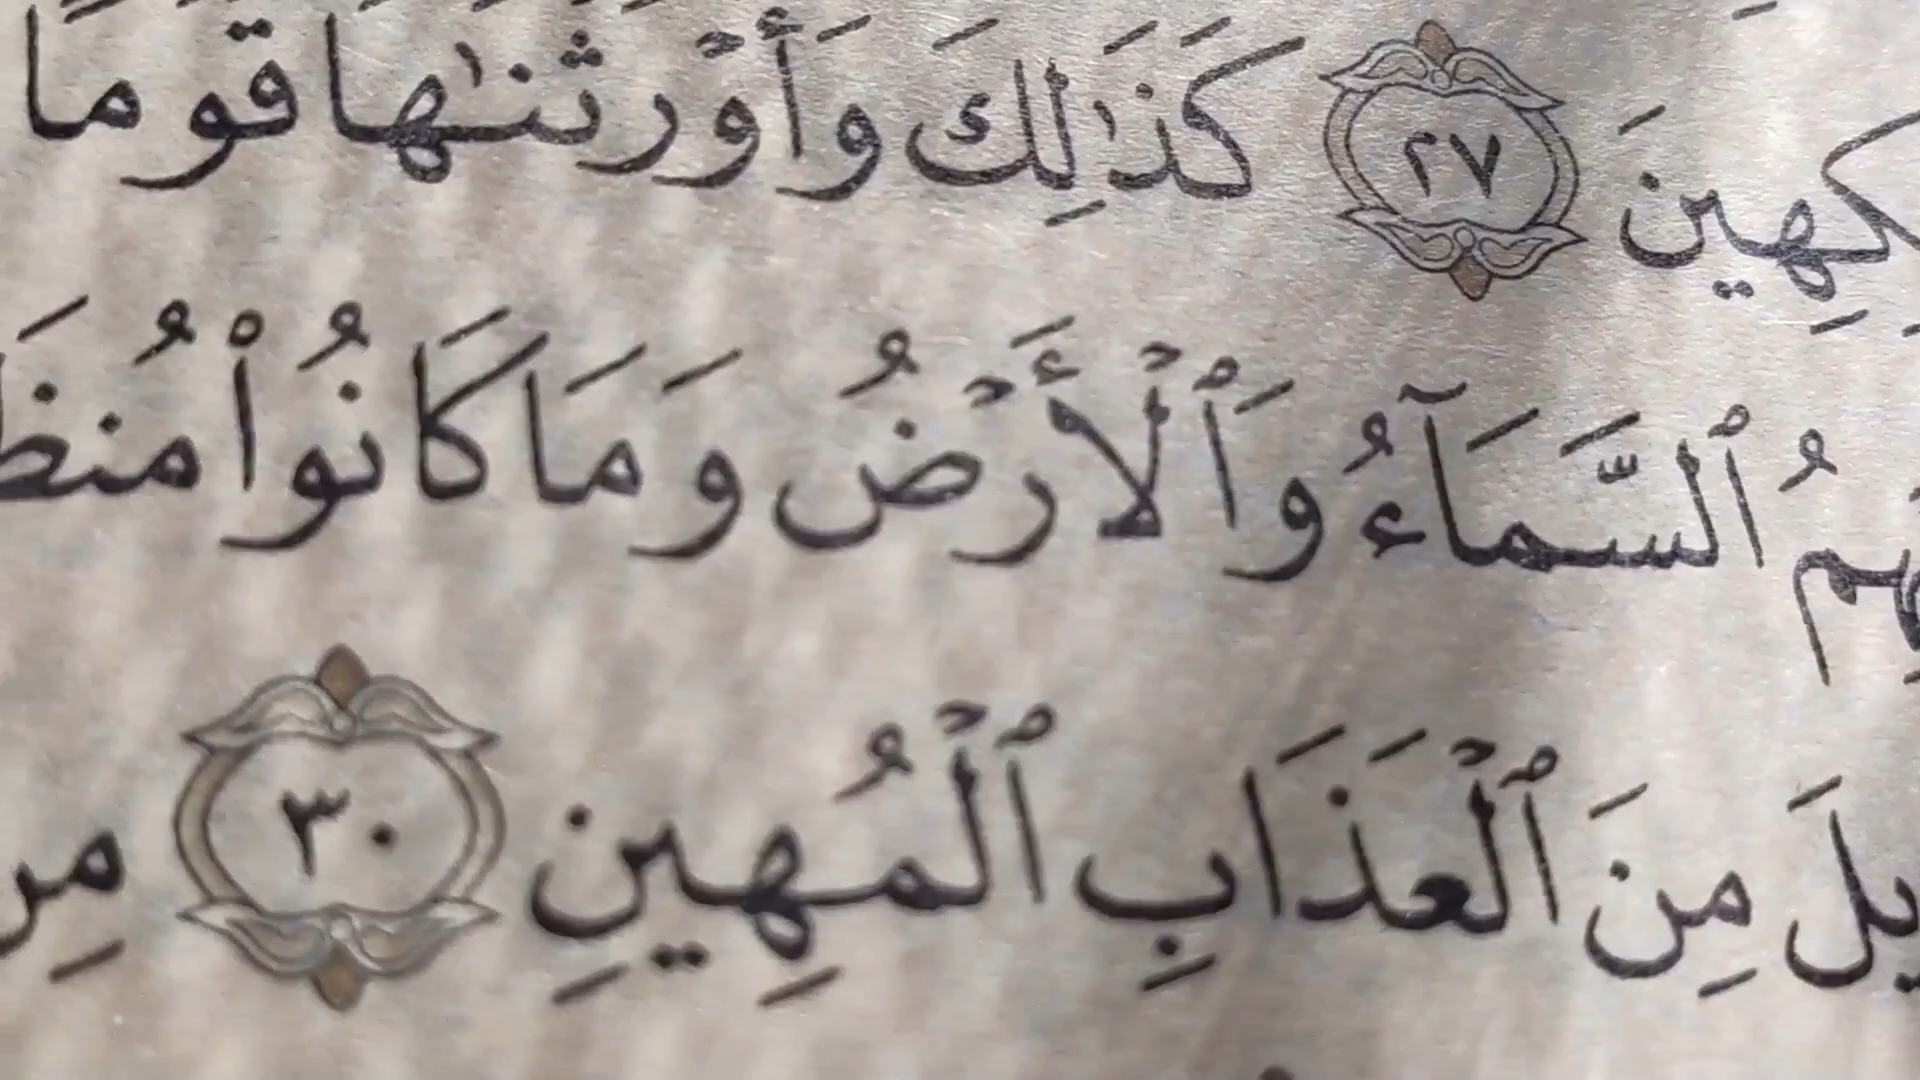 كِهِينَ ٢٧ كَذَٰلِكَ وَأَوۡرَثۡنَٰهَا قَوۡمًا
هِمُ ٱلسَّمَآءُ وَٱلۡأَرۡضُ وَمَا كَانُواْ مُنظَ
يلَ مِنَ ٱلۡعَذَابِ ٱلۡمُهِينِ ٣٠ مِن